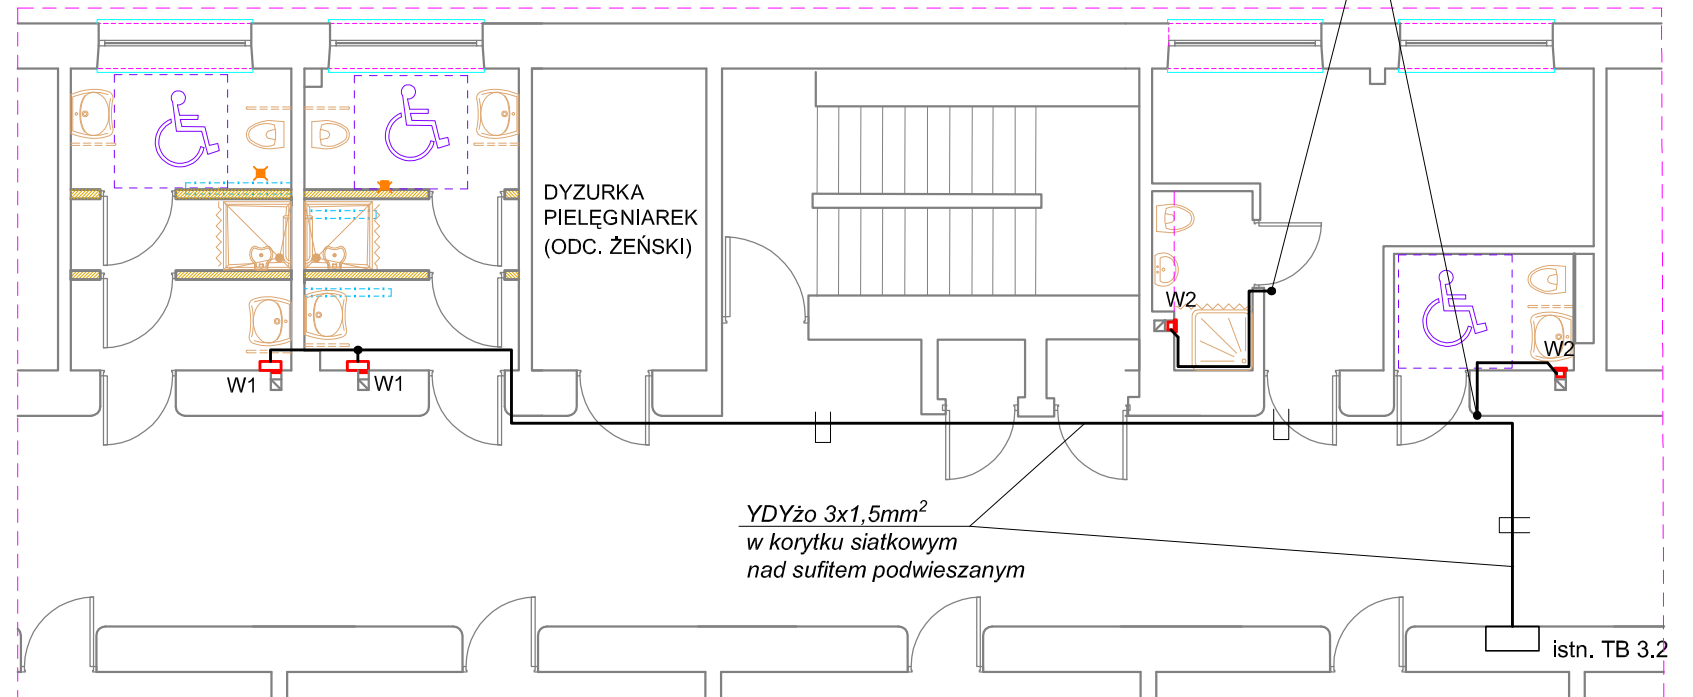 DYZURKA
PIELĘGNIAREK
(ODC. ŻEŃSKI)
W2
W2
W1
W1
YDYżo 3x1,5mm²
w korytku siatkowym
nad sufitem podwieszanym
istn. TB 3.2